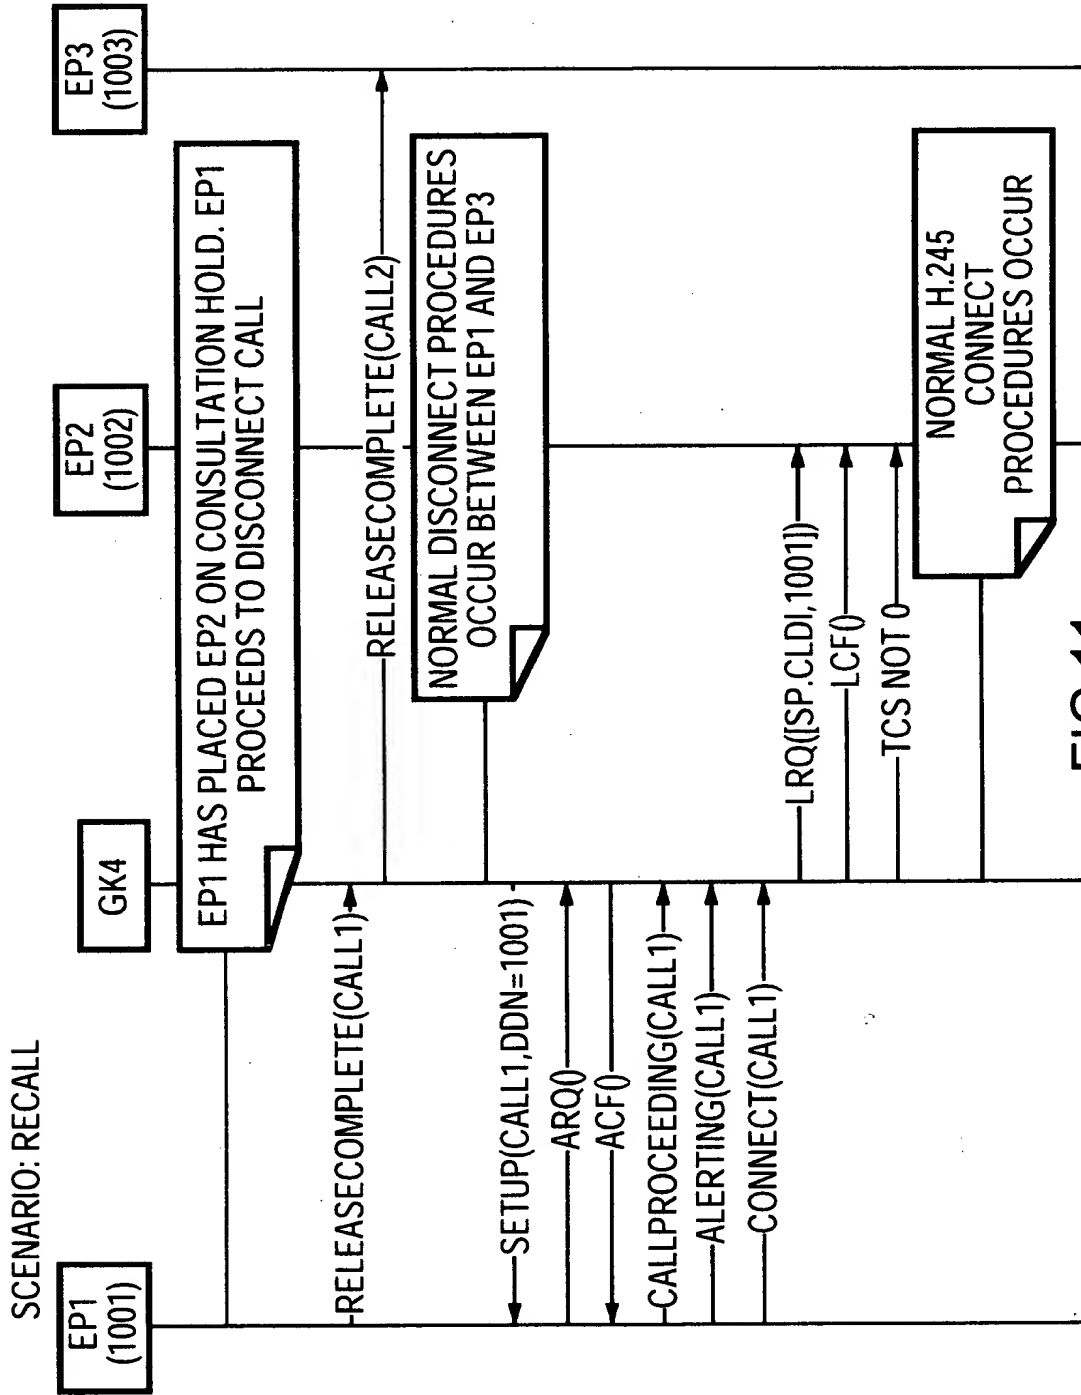 SCENARIO: RECALL
EP1
(1001)
GK4
EP2
(1002)
EP3
(1003)
EP1 HAS PLACED EP2 ON CONSULTATION HOLD. EP1
PROCEEDS TO DISCONNECT CALL
RELEASECOMPLETE(CALL1)
RELEASECOMPLETE(CALL2)
NORMAL DISCONNECT PROCEDURES
OCCUR BETWEEN EP1 AND EP3
SETUP(CALL1,DDN=1001)
ARQ()
ACF()
CALLPROCEEDING(CALL1)
ALERTING(CALL1)
CONNECT(CALL1)
LRQ([SP.CLDI,1001])
LCF()
TCS NOT 0
NORMAL H.245
CONNECT
PROCEDURES OCCUR